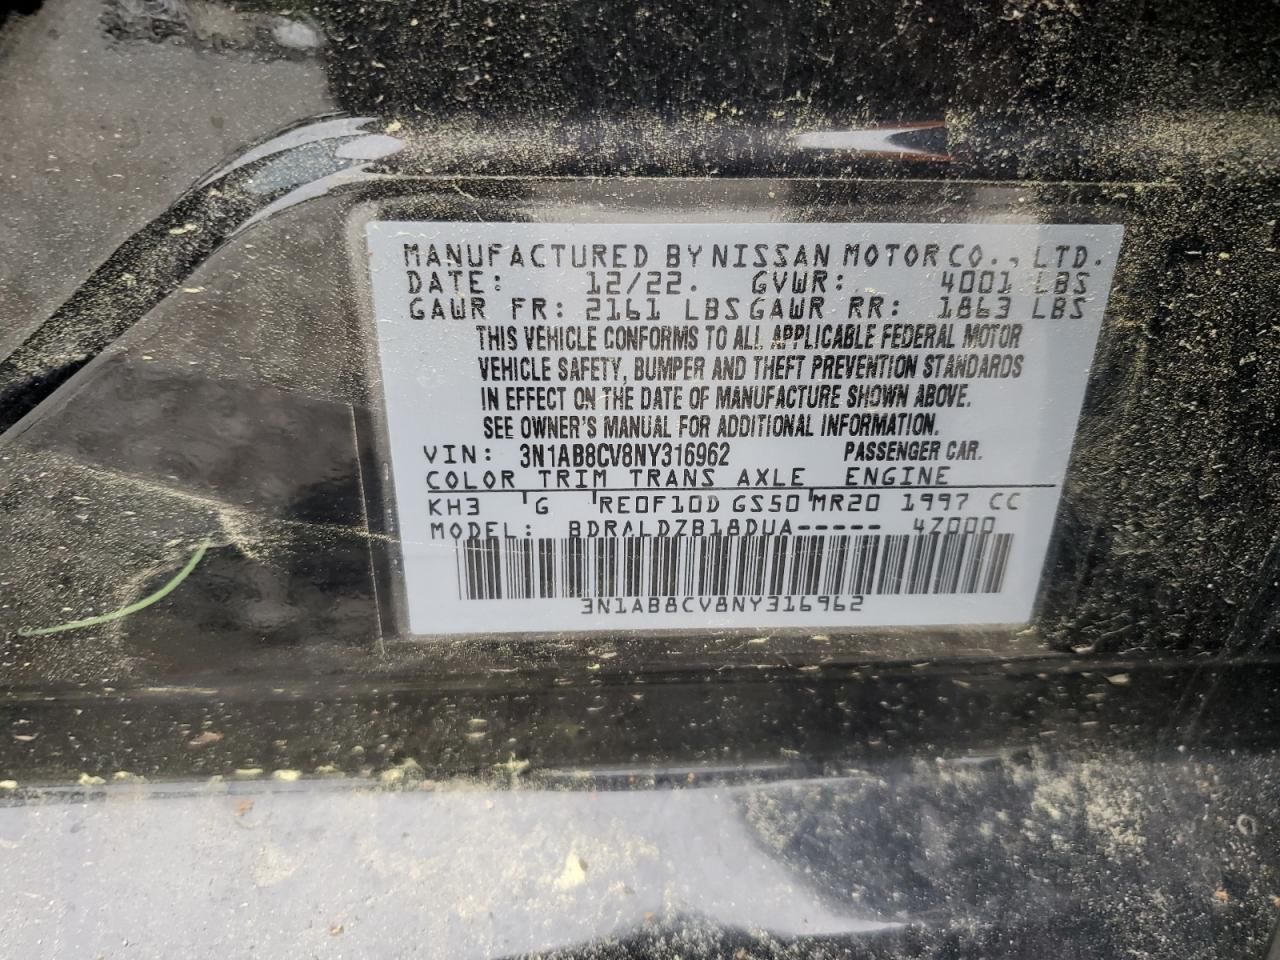 MANUFACTURED BY NISSAN MOTOR CO., LTD.
DATE: 12/22. GVWR: 4001 LBS
GAWR FR: 2161 LBS GAWR RR: 1863 LBS
THIS VEHICLE CONFORMS TO ALL APPLICABLE FEDERAL MOTOR
VEHICLE SAFETY, BUMPER AND THEFT PREVENTION STANDARDS
IN EFFECT ON THE DATE OF MANUFACTURE SHOWN ABOVE.
SEE OWNER'S MANUAL FOR ADDITIONAL INFORMATION.
VIN: 3N1AB8CV8NY316962 PASSENGER CAR.
COLOR TRIM TRANS AXLE ENGINE
KH3 G RE0F10D GS50 MR20 1997 CC
MODEL: BDRALDZB18DUA----- 4Z000
3N1AB8CV8NY316962